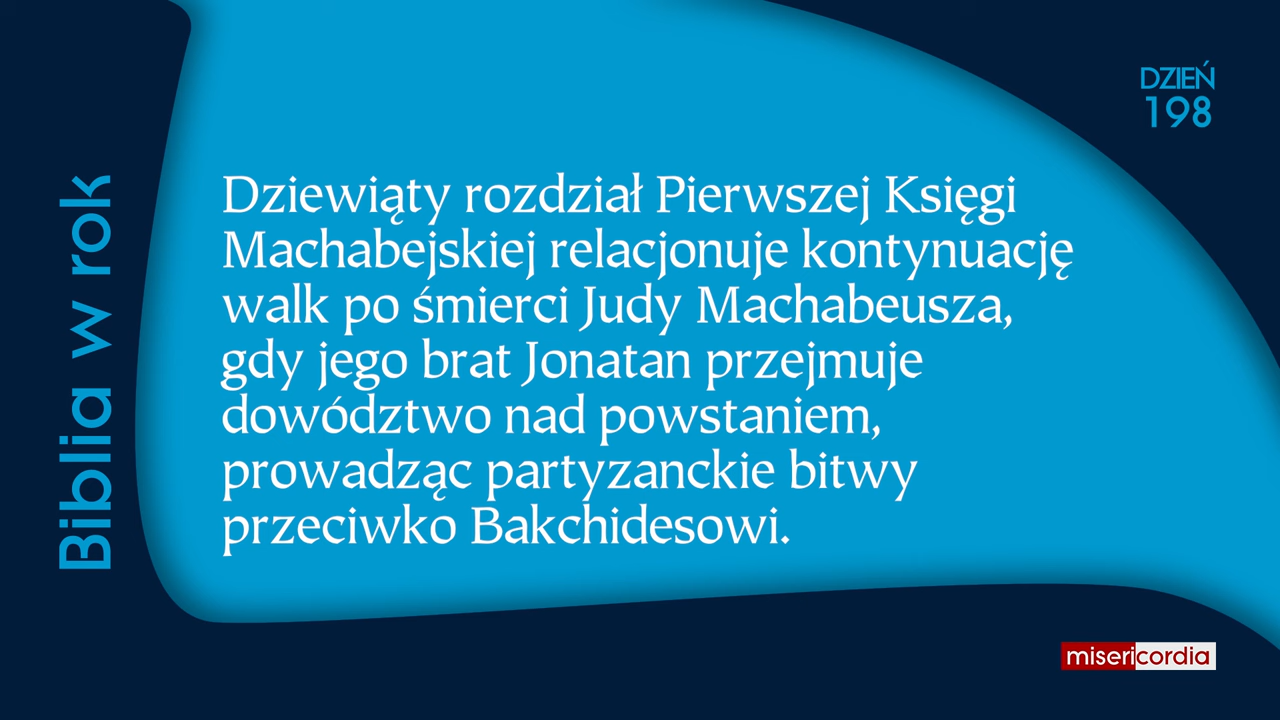 Biblia w rok
DZIEŃ
198
Dziewiąty rozdział Pierwszej Księgi
Machabejskiej relacjonuje kontynuację
walk po śmierci Judy Machabeusza,
gdy jego brat Jonatan przejmuje
dowództwo nad powstaniem,
prowadząc partyzanckie bitwy
przeciwko Bakchidesowi.
misericordia